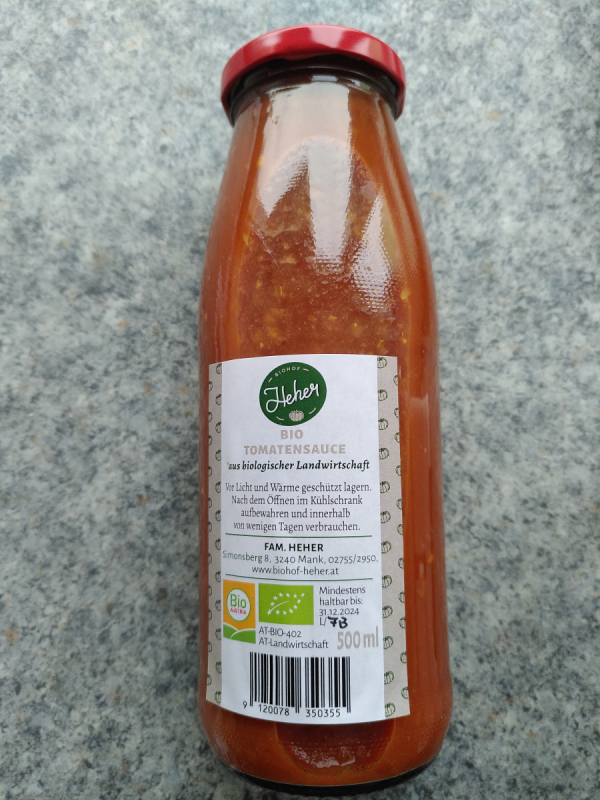 BIOHOF
Heher
BIO
TOMATENSAUCE
*aus biologischer Landwirtschaft
Vor Licht und Wärme geschützt lagern.
Nach dem Öffnen im Kühlschrank
aufbewahren und innerhalb
von wenigen Tagen verbrauchen.
FAM. HEHER
Simonsberg 8, 3240 Mank, 02755/2950,
www.biohof-heher.at
Bio
AUSTRIA
AT-BIO-402
AT-Landwirtschaft
Mindestens
haltbar bis:
31.12.2024
L/7B
500 ml
9 120078 350355